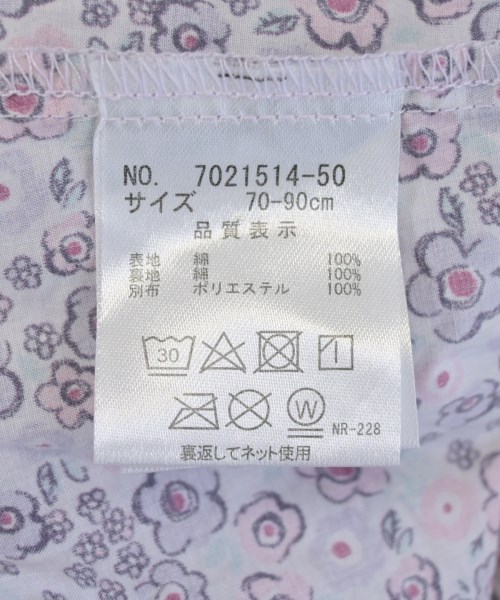 NO. 7021514-50
サイズ 70-90cm
品質表示
表地 綿 100%
裏地 綿 100%
別布 ポリエステル 100%
30
W
NR-228
裏返してネット使用